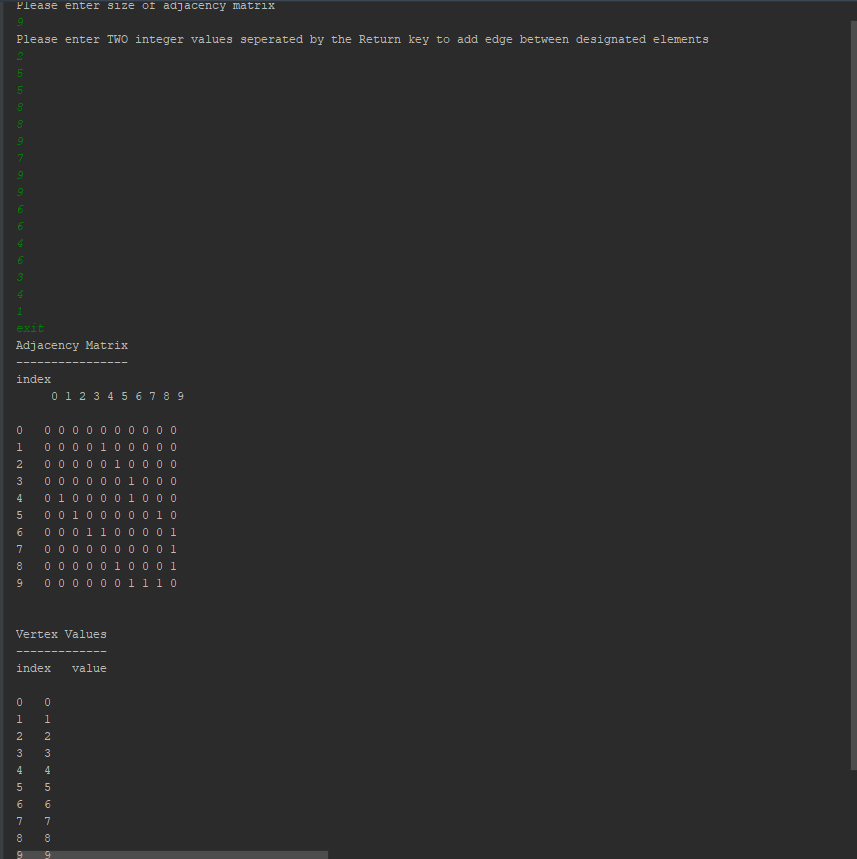 Please enter size of adjacency matrix
9
Please enter TWO integer values seperated by the Return key to add edge between designated elements
2
5
5
8
8
9
7
9
9
6
6
4
6
3
4
1
exit
Adjacency Matrix
----------------
index
0 1 2 3 4 5 6 7 8 9
0 0 0 0 0 0 0 0 0 0 0
1 0 0 0 0 1 0 0 0 0 0
2 0 0 0 0 0 1 0 0 0 0
3 0 0 0 0 0 0 1 0 0 0
4 0 1 0 0 0 0 1 0 0 0
5 0 0 1 0 0 0 0 0 1 0
6 0 0 0 1 1 0 0 0 0 1
7 0 0 0 0 0 0 0 0 0 1
8 0 0 0 0 0 1 0 0 0 1
9 0 0 0 0 0 0 1 1 1 0
Vertex Values
-------------
index value
0 0
1 1
2 2
3 3
4 4
5 5
6 6
7 7
8 8
9 9